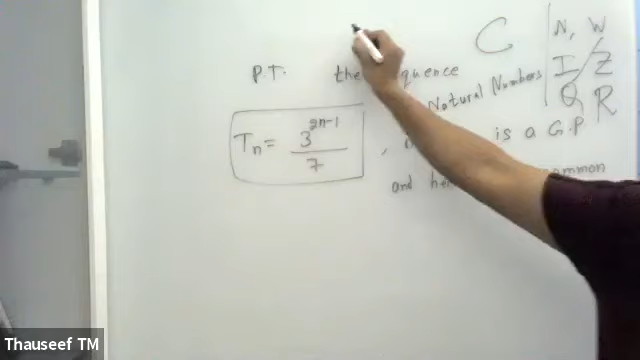 C N, W
P.T. the sequence I / Z
Natural Numbers Q R
Tn = 3^{2n-1} / 7 , is a G.P
and common
Thauseef TM